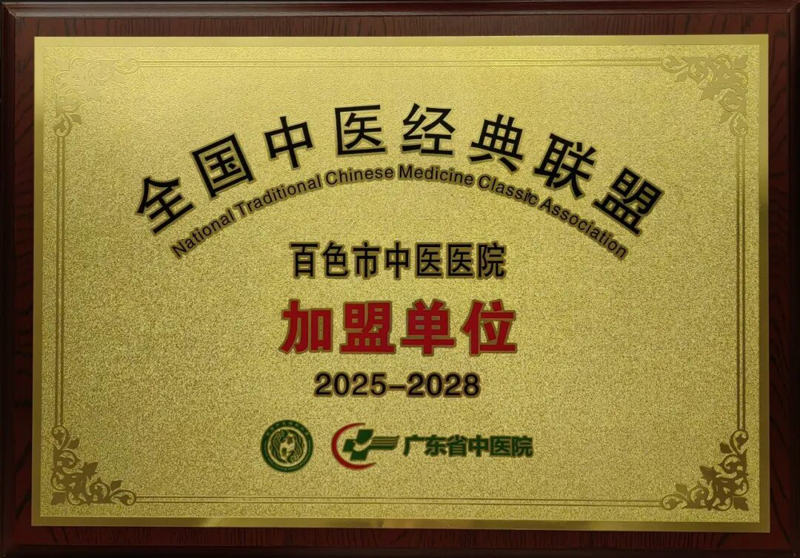 全国中医经典联盟
National Traditional Chinese Medicine Classic Association
百色市中医医院
加盟单位
2025-2028
广东省中医院